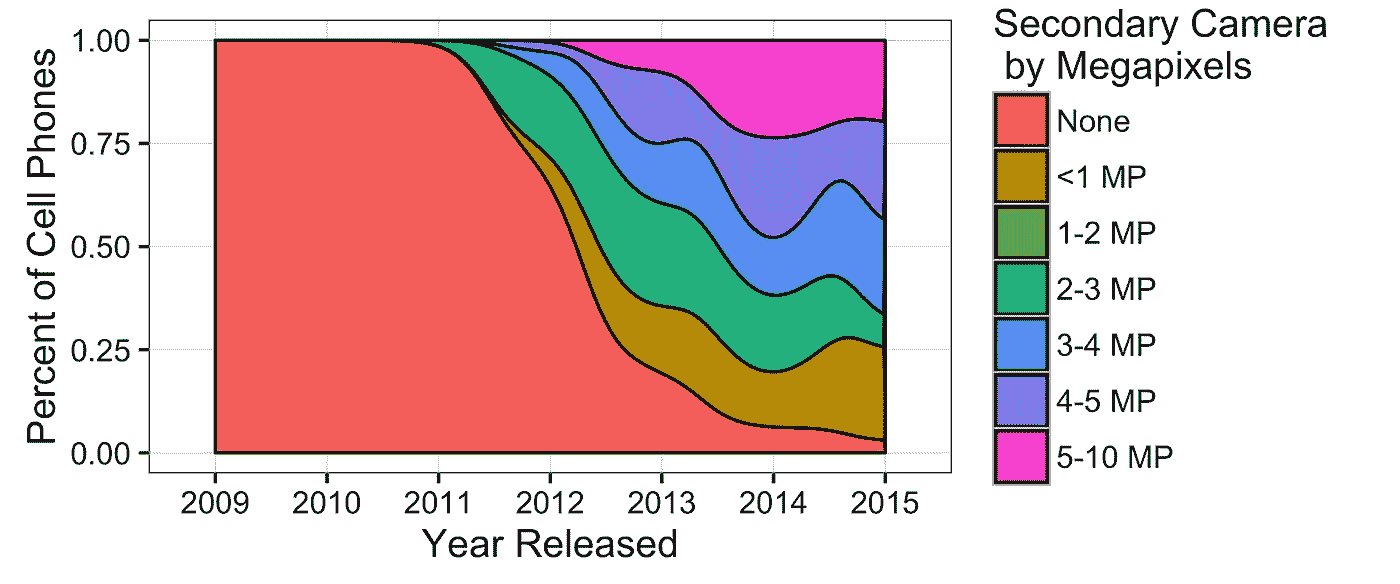 Percent of Cell Phones
1.00
0.75
0.50
0.25
0.00
2009 2010 2011 2012 2013 2014 2015
Year Released
Secondary Camera
by Megapixels
None
<1 MP
1-2 MP
2-3 MP
3-4 MP
4-5 MP
5-10 MP